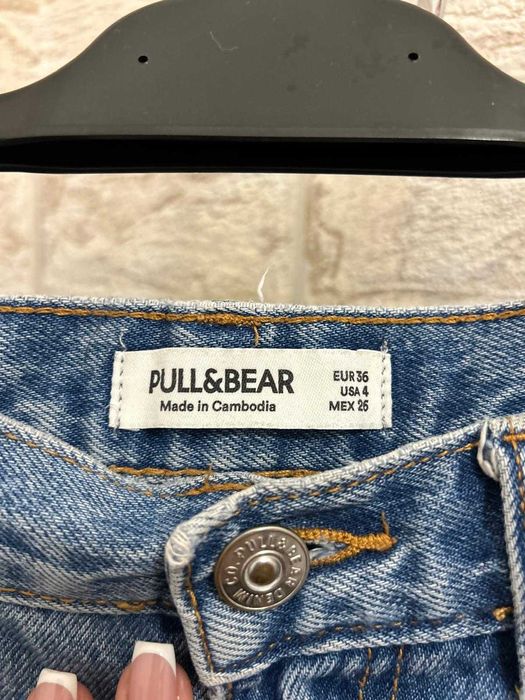 PULL&BEAR
Made in Cambodia
EUR 36
USA 4
MEX 26
CO. PULL&BEAR DENIM